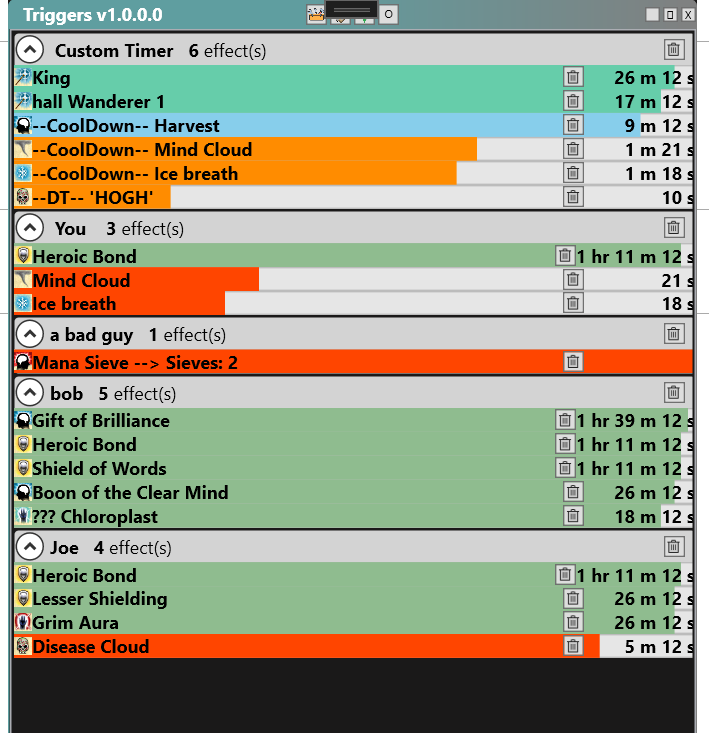 Triggers v1.0.0.0 O X
Custom Timer 6 effect(s)
King 26 m 12 s
hall Wanderer 1 17 m 12 s
--CoolDown-- Harvest 9 m 12 s
--CoolDown-- Mind Cloud 1 m 21 s
--CoolDown-- Ice breath 1 m 18 s
--DT-- 'HOGH' 10 s
You 3 effect(s)
Heroic Bond 1 hr 11 m 12 s
Mind Cloud 21 s
Ice breath 18 s
a bad guy 1 effect(s)
Mana Sieve --> Sieves: 2
bob 5 effect(s)
Gift of Brilliance 1 hr 39 m 12 s
Heroic Bond 1 hr 11 m 12 s
Shield of Words 1 hr 11 m 12 s
Boon of the Clear Mind 26 m 12 s
??? Chloroplast 18 m 12 s
Joe 4 effect(s)
Heroic Bond 1 hr 11 m 12 s
Lesser Shielding 26 m 12 s
Grim Aura 26 m 12 s
Disease Cloud 5 m 12 s